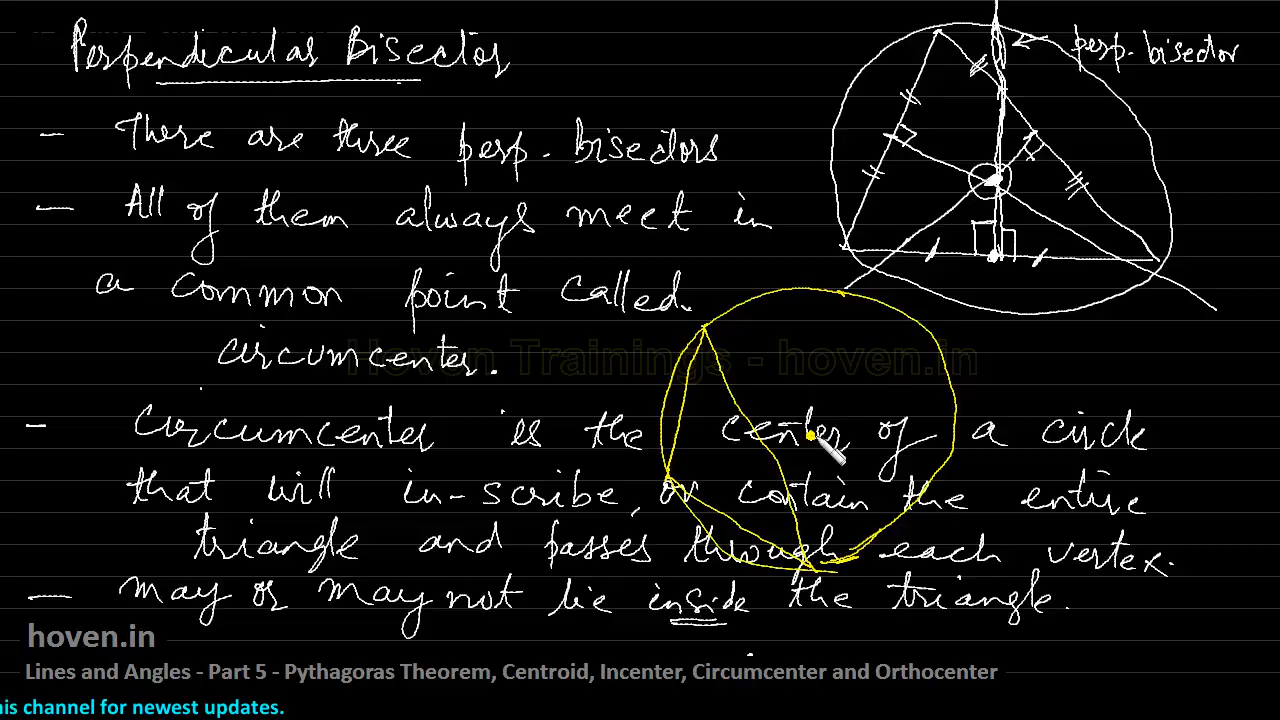 Perpendicular Bisector
perp. bisector
- There are three perp. Bisectors
- All of them always meet in
a common point called.
circumcenter.
Hoven Trainings - hoven.in
- circumcenter is the center of a circle
that will in-scribe, or contain the entire
triangle and passes through each vertex.
- may or may not lie inside the triangle.
hoven.in
Lines and Angles - Part 5 - Pythagoras Theorem, Centroid, Incenter, Circumcenter and Orthocenter
his channel for newest updates.